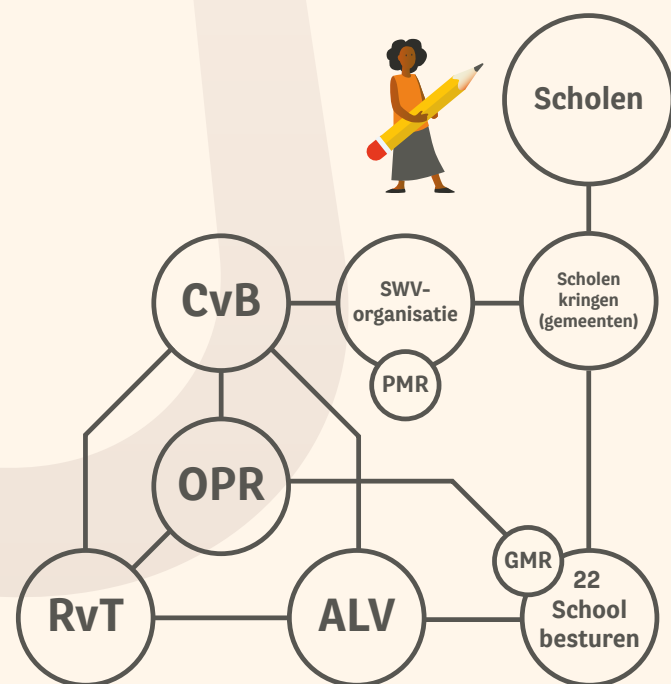 Scholen
CvB
SWV-
organisatie
Scholen
kringen
(gemeenten)
PMR
OPR
GMR
RvT
ALV
22
School
besturen